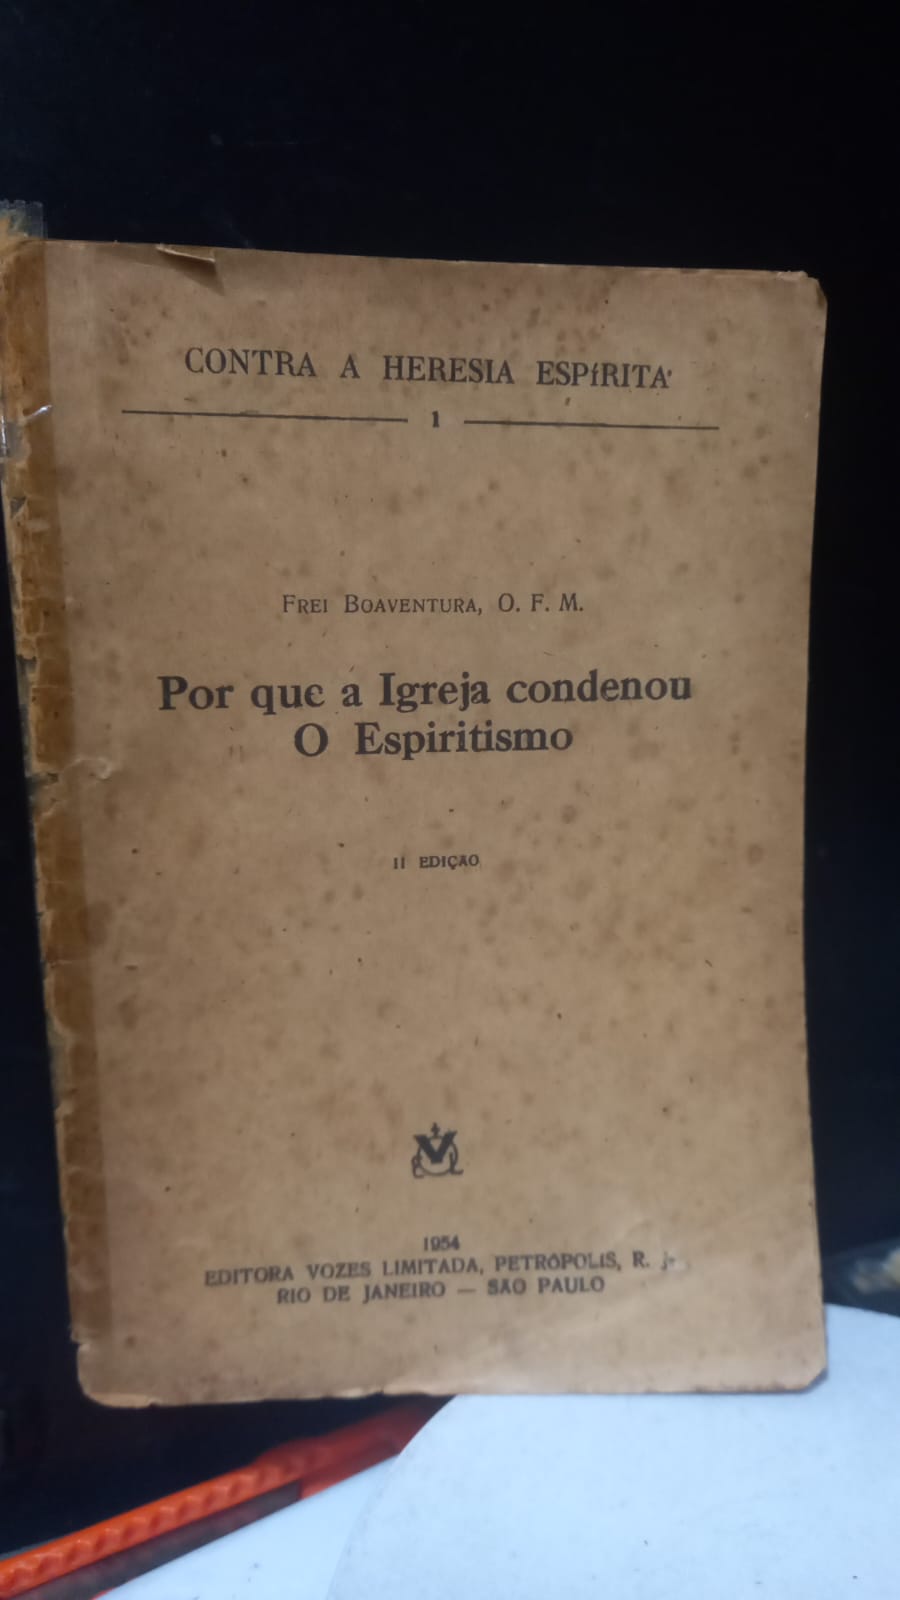 CONTRA A HERESIA ESPÍRITA
1
FREI BOAVENTURA, O. F. M.
Por que a Igreja condenou
O Espiritismo
II EDIÇÃO
1954
EDITORA VOZES LIMITADA, PETRÓPOLIS, R. J.
RIO DE JANEIRO — SÃO PAULO